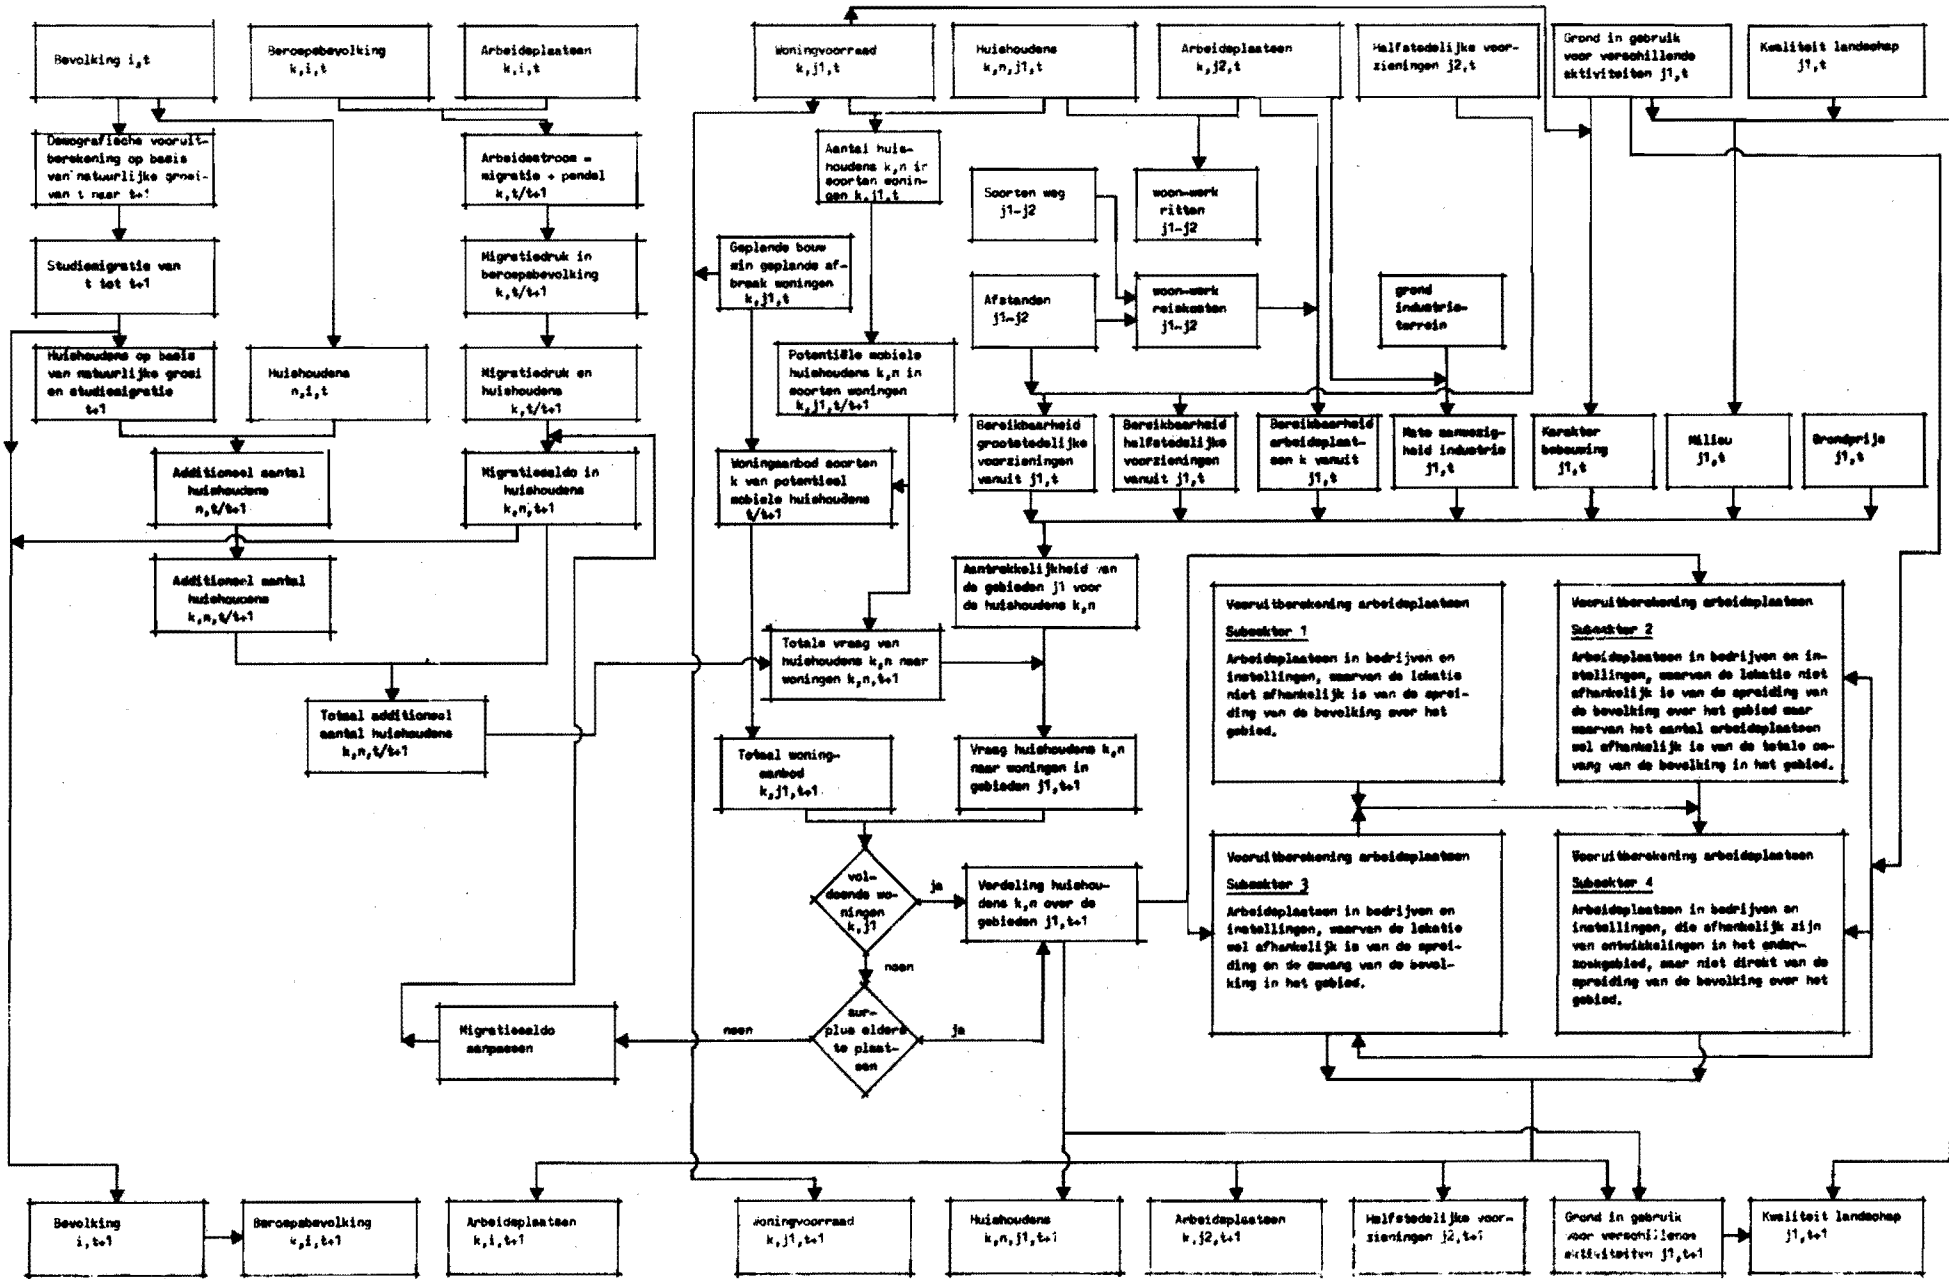 Bevolking i,t
Beroepsbevolking
k,i,t
Arbeidsplaatsen
k,i,t
Woningvoorraad
k,j1,t
Huishoudens
k,n,j1,t
Arbeidsplaatsen
k,j2,t
Halfstedelijke voor-
zieningen j2,t
Grond in gebruik
voor verschillende
aktiviteiten j1,t
Kwaliteit landschap
j1,t
Demografische vooruit-
berekening op basis
van natuurlijke groei
van t naar t+1
Arbeidsstroom =
migratie + pendel
k,t/t+1
Aantal huis-
houdens k,n in
soorten wonin-
gen k,j1,t
Soorten weg
j1-j2
woon-werk
ritten
j1-j2
Studiemigratie van
t tot t+1
Migratiedruk in
beroepsbevolking
k,t/t+1
Geplande bouw
min geplande af-
braak woningen
k,j1,t
Afstanden
j1-j2
woon-werk
reiskosten
j1-j2
grond
industrie-
terrein
Huishoudens op basis
van natuurlijke groei
en studiemigratie
t+1
Huishoudens
n,i,t
Migratiedruk en
huishoudens
k,t/t+1
Potentiële mobiele
huishoudens k,n in
soorten woningen
k,j1,t/t+1
Bereikbaarheid
grootstedelijke
voorzieningen
vanuit j1,t
Bereikbaarheid
halfstedelijke
voorzieningen
vanuit j1,t
Bereikbaarheid
arbeidsplaat-
sen k vanuit
j1,t
Mate aanwezig-
heid industrie
j1,t
Karakter
bebouwing
j1,t
Milieu
j1,t
Grondprijs
j1,t
Additioneel aantal
huishoudens
n,t/t+1
Migratiesaldo in
huishoudens
k,n,t+1
Woningaanbod soorten
k van potentieel
mobiele huishoudens
t/t+1
Additioneel aantal
huishoudens
k,n,t/t+1
Aantrekkelijkheid van
de gebieden j1 voor
de huishoudens k,n
Totale vraag van
huishoudens k,n naar
woningen k,n,t+1
Totaal additioneel
aantal huishoudens
k,n,t/t+1
Totaal woning-
aanbod
k,j1,t+1
Vraag huishoudens k,n
naar woningen in
gebieden j1,t+1
Vooruitberekening arbeidsplaatsen
Subsektor 1
Arbeidsplaatsen in bedrijven en
instellingen, waarvan de lokatie
niet afhankelijk is van de sprei-
ding van de bevolking over het
gebied.
Vooruitberekening arbeidsplaatsen
Subsektor 2
Arbeidsplaatsen in bedrijven en in-
stellingen, waarvan de lokatie niet
afhankelijk is van de spreiding van
de bevolking over het gebied maar
waarvan het aantal arbeidsplaatsen
wel afhankelijk is van de totale om-
vang van de bevolking in het gebied.
vol-
doende wo-
ningen
k,j1
ja
neen
Verdeling huishou-
dens k,n over de
gebieden j1,t+1
Vooruitberekening arbeidsplaatsen
Subsektor 3
Arbeidsplaatsen in bedrijven en
instellingen, waarvan de lokatie
wel afhankelijk is van de sprei-
ding en de omvang van de bevol-
king in het gebied.
Vooruitberekening arbeidsplaatsen
Subsektor 4
Arbeidsplaatsen in bedrijven en
instellingen, die afhankelijk zijn
van ontwikkelingen in het onder-
zoekgebied, maar niet direkt van de
spreiding van de bevolking over het
gebied.
Migratiesaldo
aanpassen
neen
sur-
plus elders
te plaat-
sen
ja
Bevolking
i,t+1
Beroepsbevolking
k,i,t+1
Arbeidsplaatsen
k,i,t+1
Woningvoorraad
k,j1,t+1
Huishoudens
k,n,j1,t+1
Arbeidsplaatsen
k,j2,t+1
Halfstedelijke voor-
zieningen j2,t+1
Grond in gebruik
voor verschillende
aktiviteiten j1,t+1
Kwaliteit landschap
j1,t+1